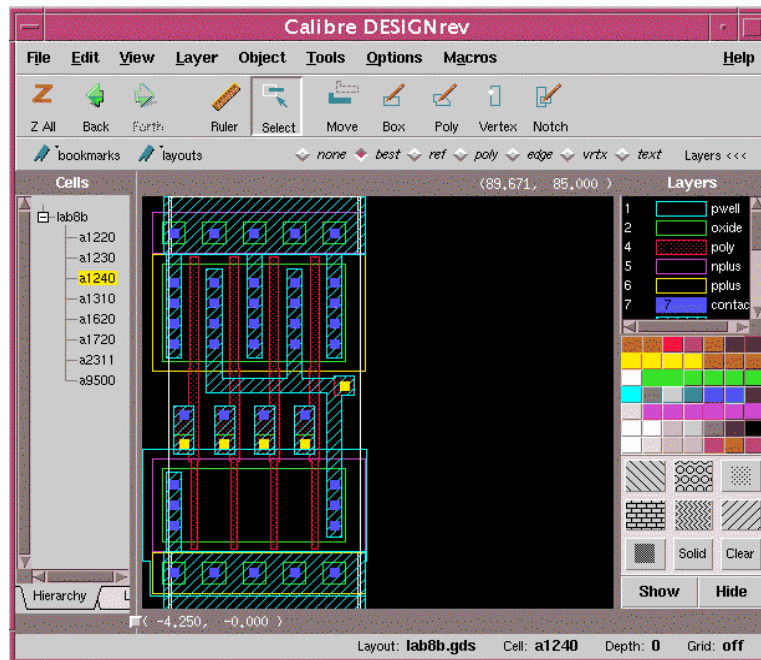 Calibre DESIGNrev
File Edit View Layer Object Tools Options Macros Help
Z All Back Forth Ruler Select Move Box Poly Vertex Notch
bookmarks layouts none best ref poly edge vrtx text Layers <<<
Cells (89.671, 85.000 ) Layers
lab8b
a1220
a1230
a1240
a1310
a1620
a1720
a2311
a9500
1 pwell
2 oxide
4 poly
5 nplus
6 pplus
7 7 contac
Solid Clear
Hierarchy L
Show Hide
( -4.250, -0.000 )
Layout: lab8b.gds Cell: a1240 Depth: 0 Grid: off